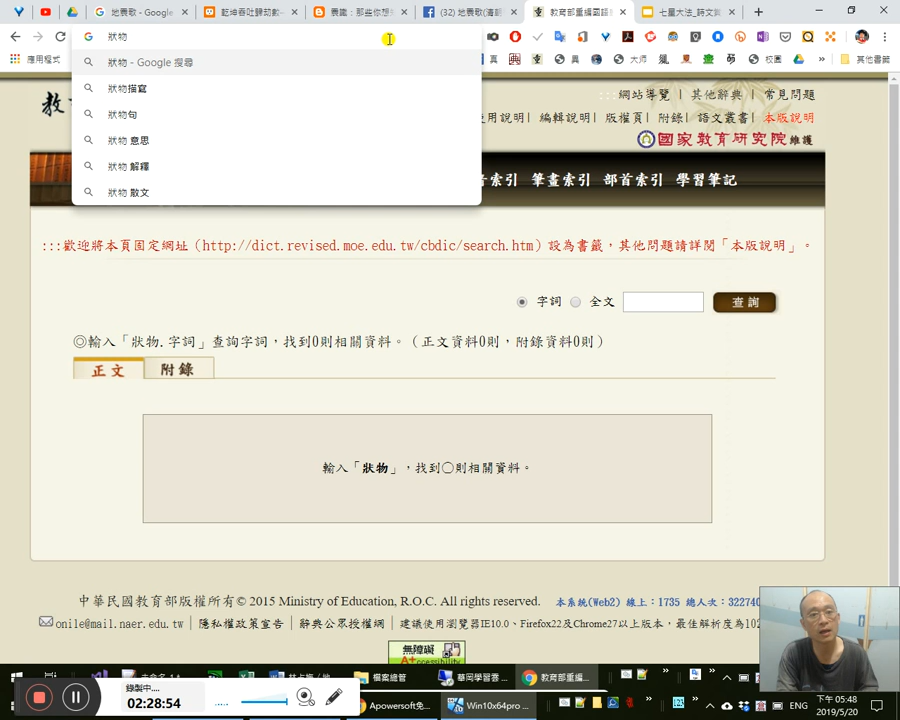 地震歌 - Google
乾坤吞吐歸劫數
(32) 地震歌(潘
教育部重編國語
七星大法_詩文
狀物
應用程式
真
大師
萌
校園
其他書籤
狀物 - Google 搜尋
狀物描寫
狀物句
狀物 意思
狀物 解釋
狀物 散文
:::網站導覽 | 其他辭典 | 常見問題
使用說明 | 編輯說明 | 版權頁 | 附錄 | 語文叢書 | 本版說明
國家教育研究院 維護
音索引 筆畫索引 部首索引 學習筆記
:::歡迎將本頁固定網址(http://dict.revised.moe.edu.tw/cbdic/search.htm)設為書籤,其他問題請詳閱「本版說明」。
字詞 全文 查詢
◎輸入「狀物.字詞」查詢字詞,找到0則相關資料。(正文資料0則,附錄資料0則)
正文 附錄
輸入「狀物」,找到○則相關資料。
中華民國教育部版權所有© 2015 Ministry of Education, R.O.C. All rights reserved. 本系統(Web2) 線上:1735 總人次:322740
onile@mail.naer.edu.tw | 隱私權政策宣告 | 辭典公眾授權網 | 建議使用瀏覽器IE10.0、Firefox22及Chrome27以上版本,最佳解析度為102
無障礙
A+ccessibility
檔案總管
華岡學習雲 ...
教育部重編...
下午 05:48
錄製中....
02:28:54
Apowersoft免...
Win10x64pro ...
ENG
2019/5/20